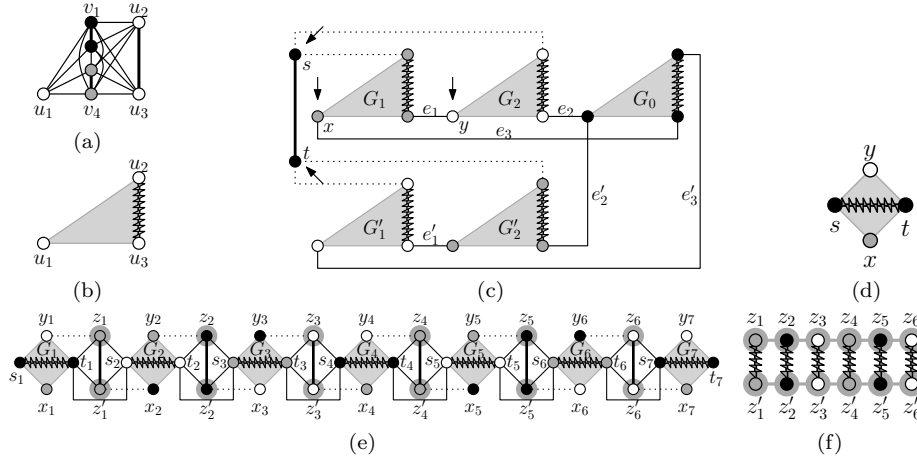 v₁ u₂
u₁ v₄ u₃
(a)
u₂
u₁ u₃
(b)
s
G₁ G₂ G₀
x e₁ y e₂
e₃
t
e′₂ e′₃
G′₁ G′₂
e′₁
(c)
y
s t
x
(d)
y₁ z₁ y₂ z₂ y₃ z₃ y₄ z₄ y₅ z₅ y₆ z₆ y₇
G₁ G′₂ G₃ G₄ G′₅ G₆ G′₇
s₁ t₁ s₂ t₂ s₃ t₃ s₄ t₄ s₅ t₅ s₆ t₆ s₇ t₇
x₁ z′₁ x₂ z′₂ x₃ z′₃ x₄ z′₄ x₅ z′₅ x₆ z′₆ x₇
(e)
z₁ z₂ z₃ z₄ z₅ z₆
z′₁ z′₂ z′₃ z′₄ z′₅ z′₆
(f)